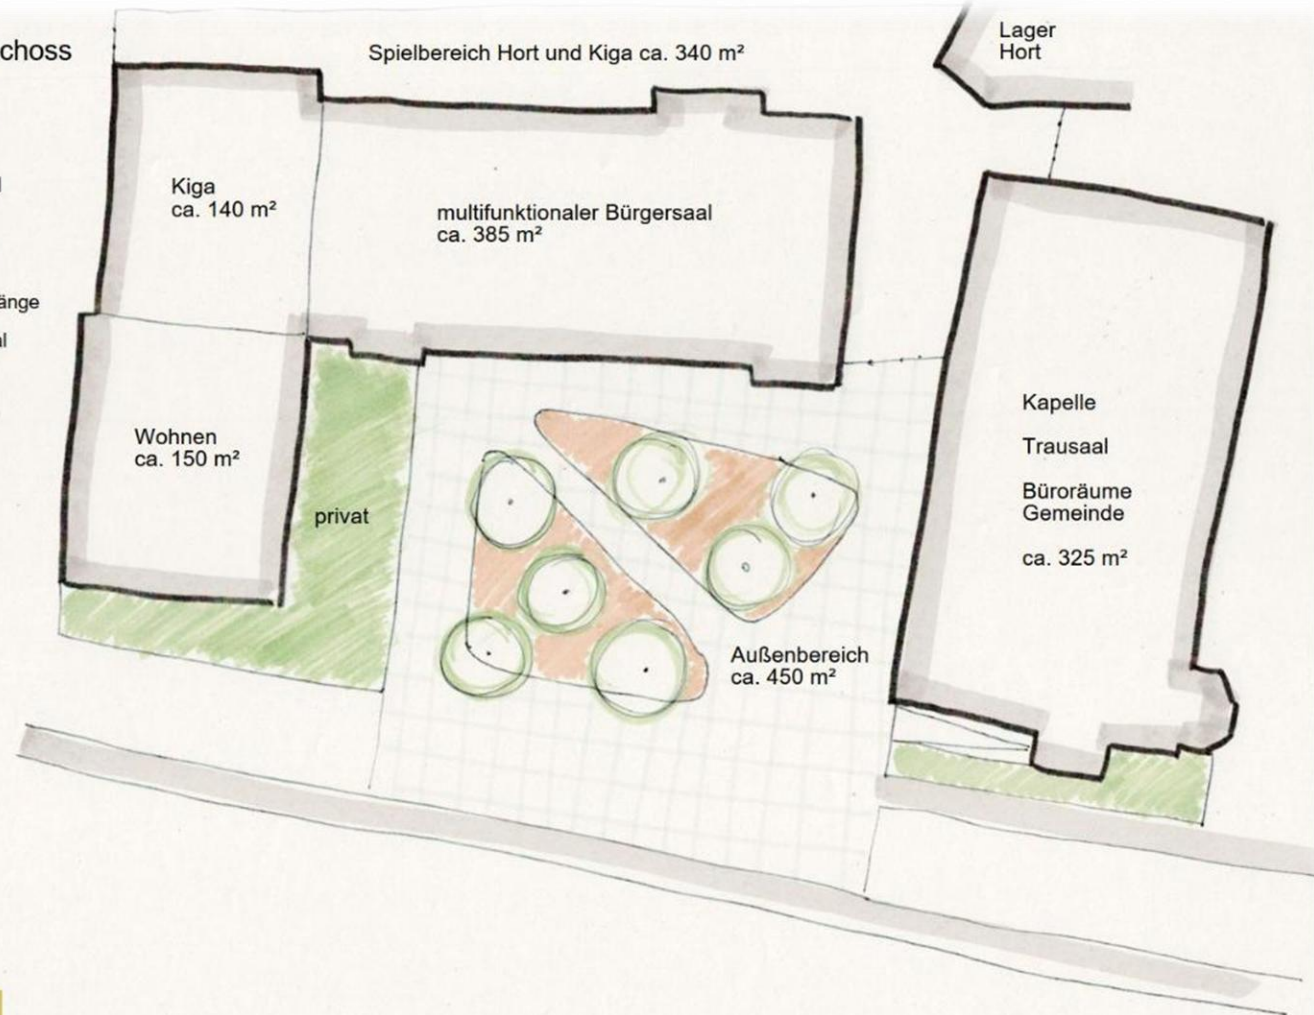 choss
Spielbereich Hort und Kiga ca. 340 m²
Lager
Hort
Kiga
ca. 140 m²
multifunktionaler Bürgersaal
ca. 385 m²
änge
Wohnen
ca. 150 m²
privat
Kapelle
Trausaal
Büroräume
Gemeinde
ca. 325 m²
Außenbereich
ca. 450 m²